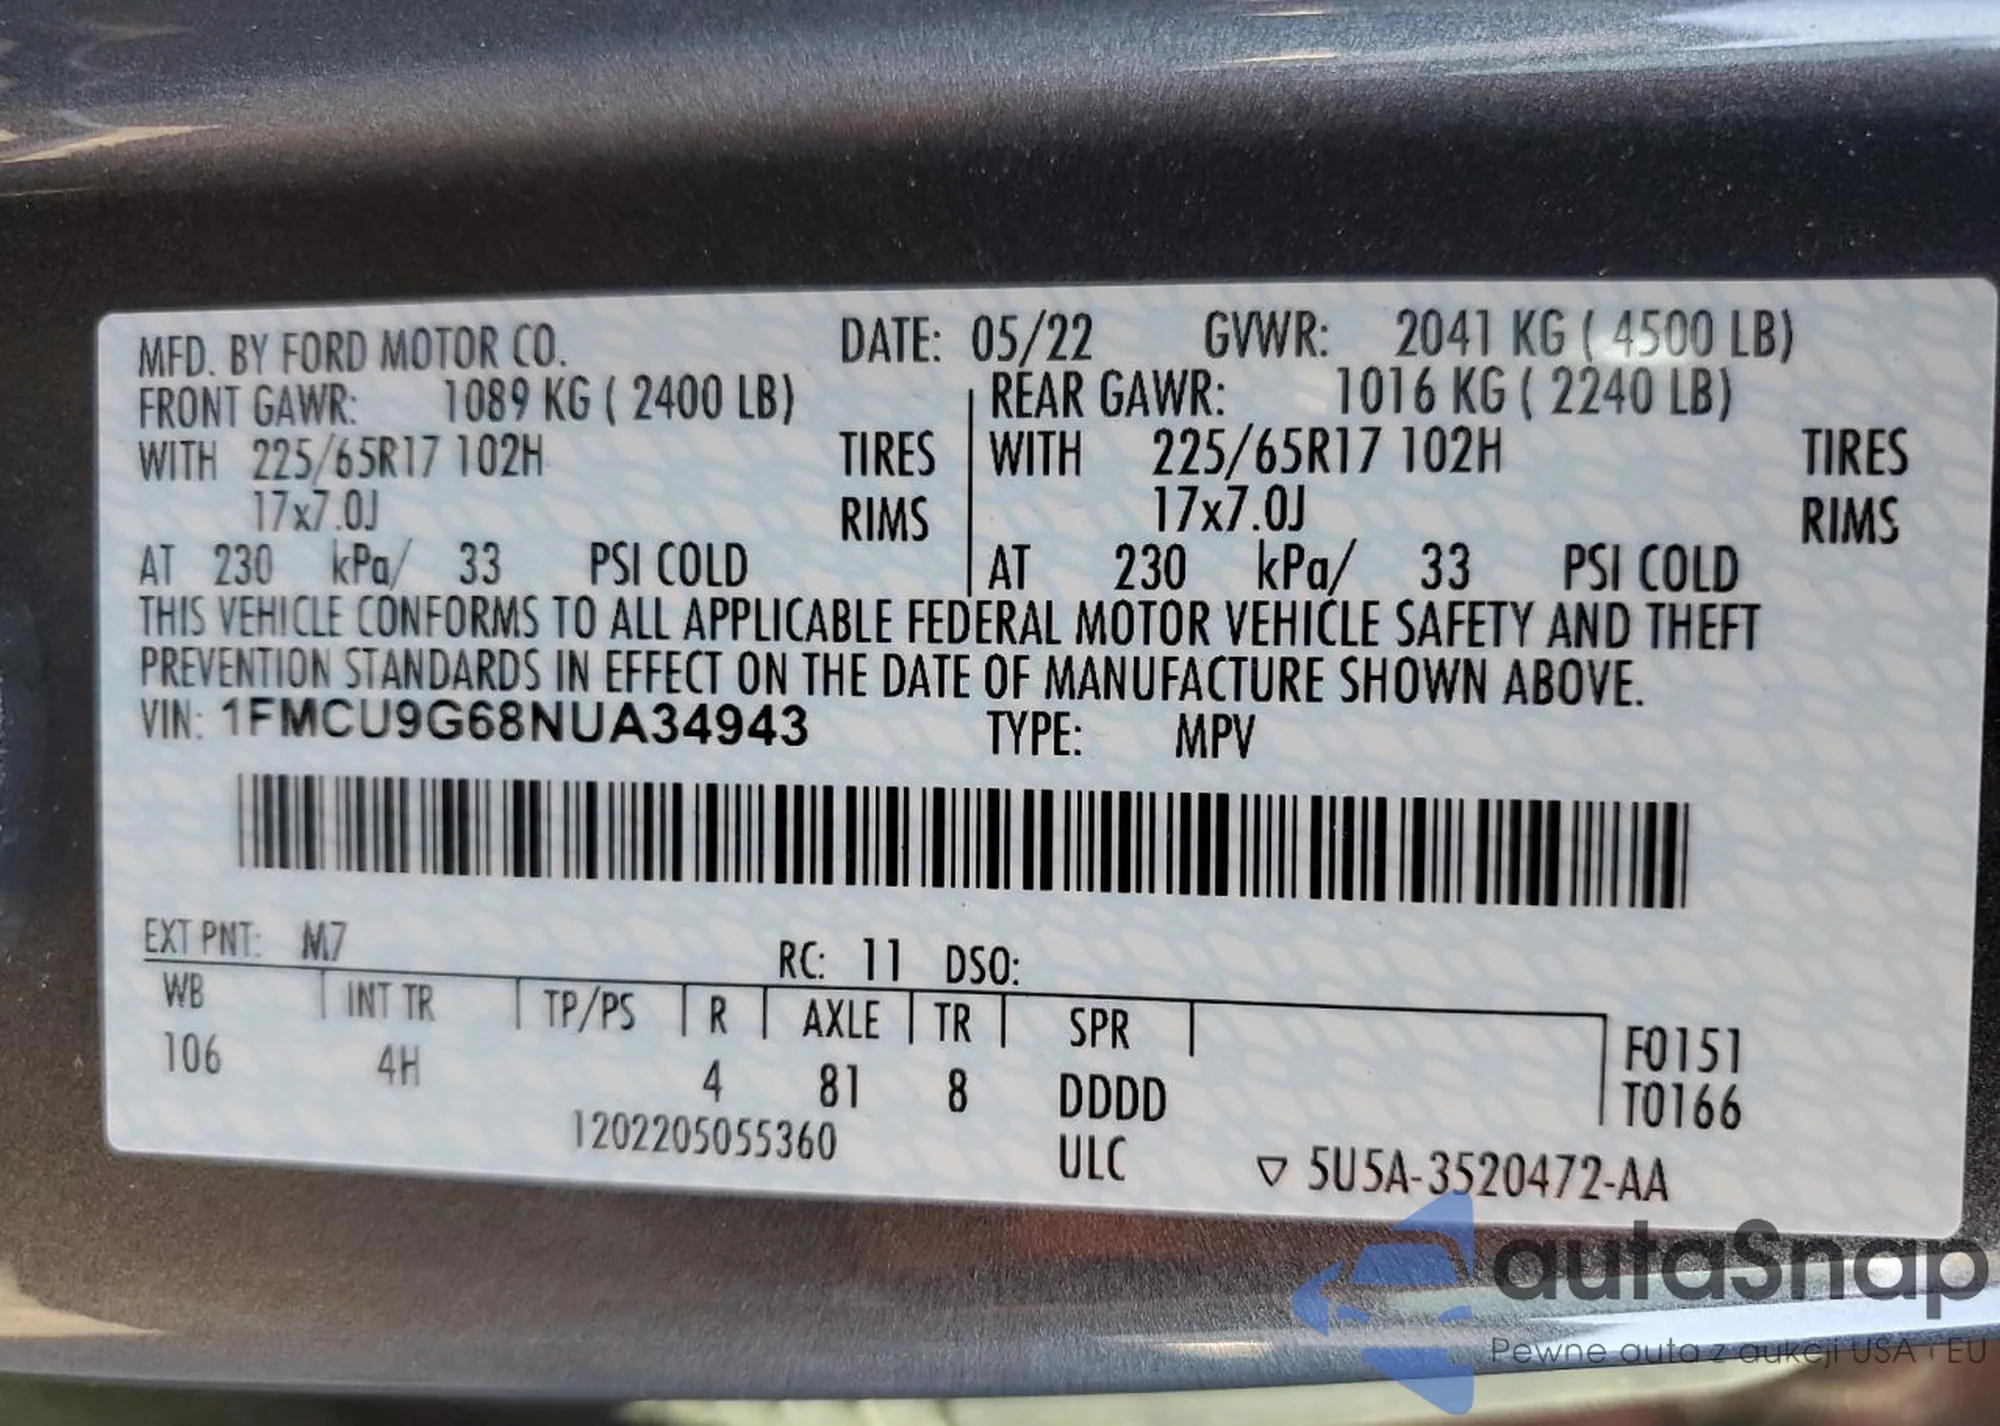 MFD. BY FORD MOTOR CO. DATE: 05/22 GVWR: 2041 KG ( 4500 LB)
FRONT GAWR: 1089 KG ( 2400 LB) REAR GAWR: 1016 KG ( 2240 LB)
WITH 225/65R17 102H TIRES WITH 225/65R17 102H TIRES
17x7.0J RIMS 17x7.0J RIMS
AT 230 kPa/ 33 PSI COLD AT 230 kPa/ 33 PSI COLD
THIS VEHICLE CONFORMS TO ALL APPLICABLE FEDERAL MOTOR VEHICLE SAFETY AND THEFT
PREVENTION STANDARDS IN EFFECT ON THE DATE OF MANUFACTURE SHOWN ABOVE.
VIN: 1FMCU9G68NUA34943 TYPE: MPV
EXT PNT: M7 RC: 11 DSO:
WB INT TR TP/PS R AXLE TR SPR F0151
106 4H 4 81 8 DDDD T0166
1202205055360 ULC ▽ 5U5A-3520472-AA
autaSnap
Pewne auta z aukcji USA i EU